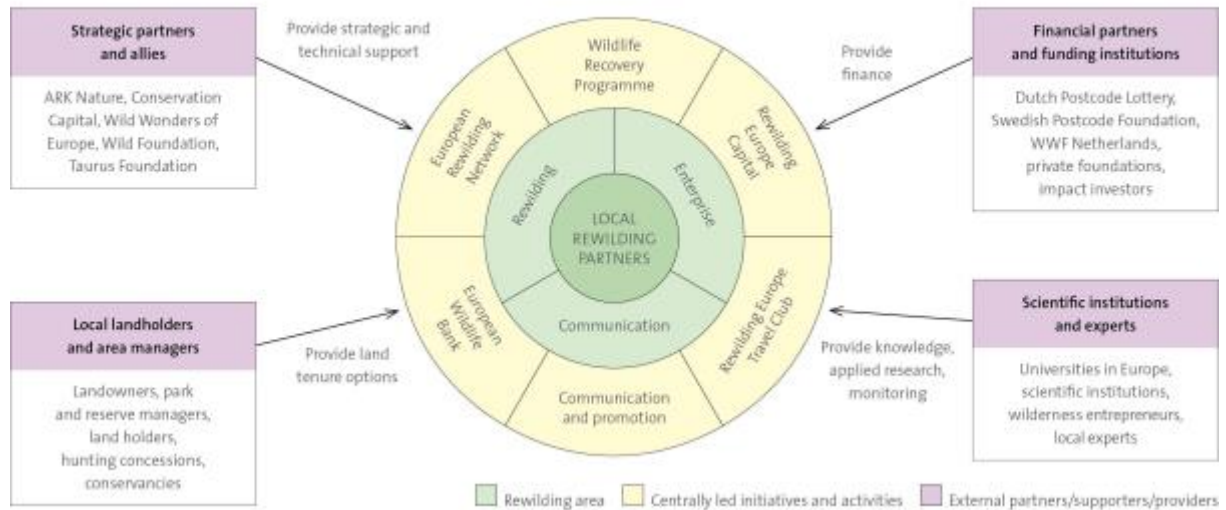 Strategic partners
and allies
ARK Nature, Conservation
Capital, Wild Wonders of
Europe, Wild Foundation,
Taurus Foundation
Provide strategic and
technical support
Wildlife
Recovery
Programme
European
Rewilding
Network
Rewilding
Europe
Capital
Provide
finance
Financial partners
and funding institutions
Dutch Postcode Lottery,
Swedish Postcode Foundation,
WWF Netherlands,
private foundations,
impact investors
Rewilding
Enterprise
LOCAL
REWILDING
PARTNERS
Communication
Local landholders
and area managers
Landowners, park
and reserve managers,
land holders,
hunting concessions,
conservancies
Provide land
tenure options
European
Wildlife
Bank
Communication
and promotion
Rewilding Europe
Travel Club
Provide knowledge,
applied research,
monitoring
Scientific institutions
and experts
Universities in Europe,
scientific institutions,
wilderness entrepreneurs,
local experts
Rewilding area
Centrally led initiatives and activities
External partners/supporters/providers